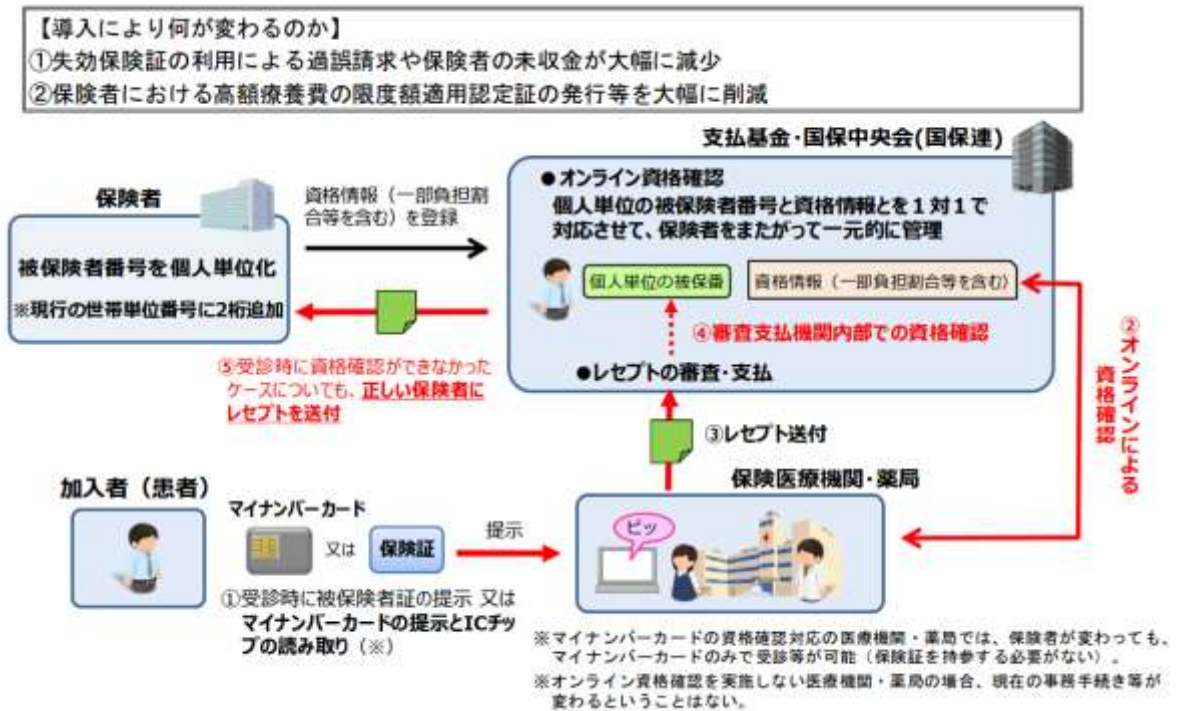 【導入により何が変わるのか】
①失効保険証の利用による過誤請求や保険者の未収金が大幅に減少
②保険者における高額療養費の限度額適用認定証の発行等を大幅に削減
支払基金・国保中央会(国保連)
保険者
資格情報（一部負担割
合等を含む）を登録
●オンライン資格確認
個人単位の被保険者番号と資格情報とを１対１で
対応させて、保険者をまたがって一元的に管理
被保険者番号を個人単位化
※現行の世帯単位番号に2桁追加
個人単位の被保番
資格情報（一部負担割合等を含む）
④審査支払機関内部での資格確認
②オンラインによる
資格確認
⑤受診時に資格確認ができなかった
ケースについても、正しい保険者に
レセプトを送付
●レセプトの審査・支払
③レセプト送付
保険医療機関・薬局
加入者（患者）
マイナンバーカード
又は
保険証
提示
ピッ
①受診時に被保険者証の提示 又は
マイナンバーカードの提示とICチッ
プの読み取り（※）
※マイナンバーカードの資格確認対応の医療機関・薬局では、保険者が変わっても、
マイナンバーカードのみで受診等が可能（保険証を持参する必要がない）。
※オンライン資格確認を実施しない医療機関・薬局の場合、現在の事務手続き等が
変わるということはない。